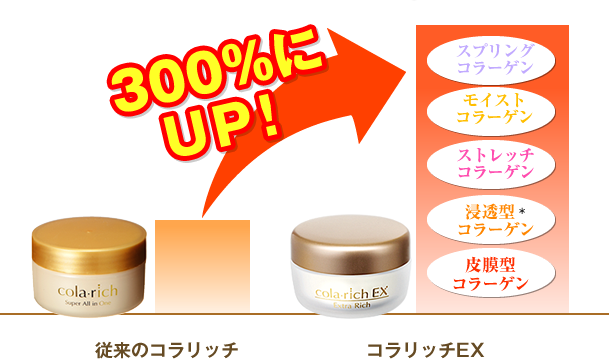 300%に
UP!
スプリング
コラーゲン
モイスト
コラーゲン
ストレッチ
コラーゲン
浸透型*
コラーゲン
皮膜型
コラーゲン
cola·rich
Super All in One
cola·rich EX
Extra Rich
従来のコラリッチ
コラリッチEX